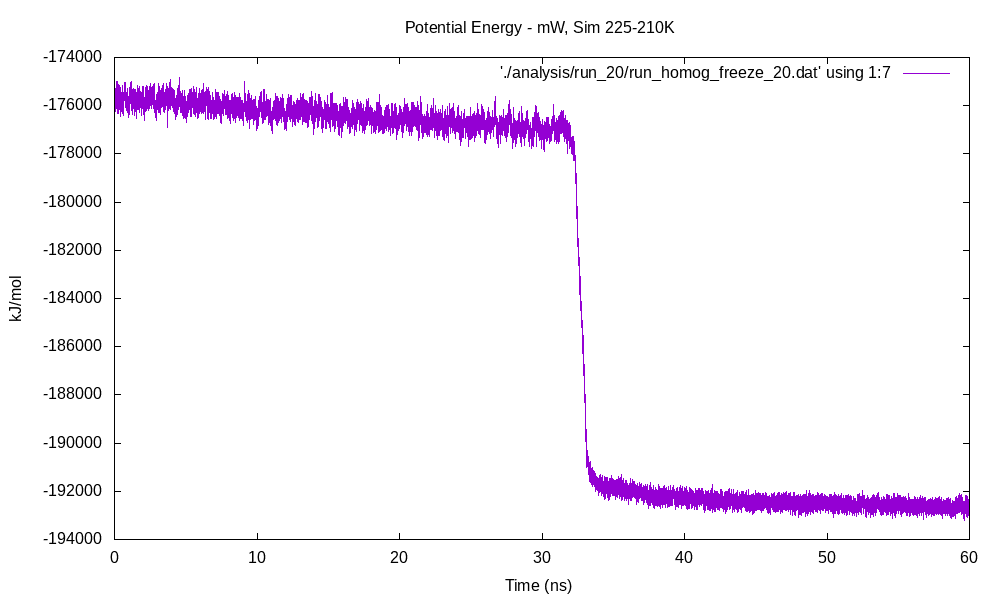 Potential Energy - mW, Sim 225-210K
'./analysis/run_20/run_homog_freeze_20.dat' using 1:7
-174000
-176000
-178000
-180000
-182000
-184000
-186000
-188000
-190000
-192000
-194000
kJ/mol
0 10 20 30 40 50 60
Time (ns)